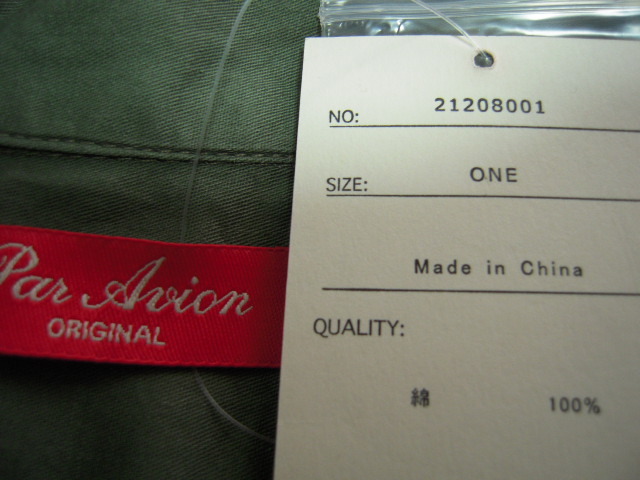 NO: 21208001
SIZE: ONE
Made in China
QUALITY:
綿 100%
Par Avion
ORIGINAL